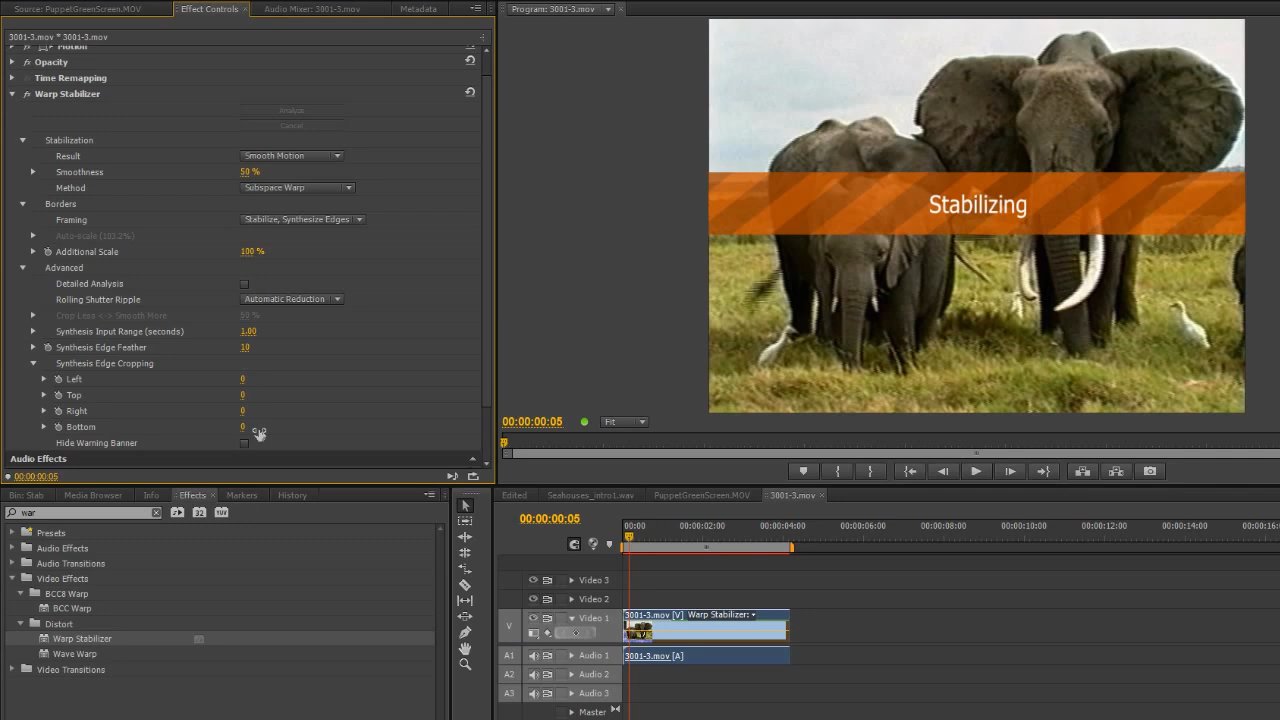 Source: PuppetGreenScreen.MOV
Effect Controls
Audio Mixer: 3001-3.mov
Metadata
3001-3.mov * 3001-3.mov
Motion
Opacity
Time Remapping
Warp Stabilizer
Analyze
Cancel
Stabilization
Result Smooth Motion
Smoothness 50 %
Method Subspace Warp
Borders
Framing Stabilize, Synthesize Edges
Auto-scale (103.2%)
Additional Scale 100 %
Advanced
Detailed Analysis
Rolling Shutter Ripple Automatic Reduction
Crop Less <-> Smooth More 50 %
Synthesis Input Range (seconds) 1.00
Synthesis Edge Feather 10
Synthesis Edge Cropping
Left 0
Top 0
Right 0
Bottom 0
Hide Warning Banner
Audio Effects
00:00:00:05
Program: 3001-3.mov
Stabilizing
00:00:00:05 Fit
Bin: Stab Media Browser Info Effects Markers History
war
Presets
Audio Effects
Audio Transitions
Video Effects
BCC8 Warp
BCC Warp
Distort
Warp Stabilizer
Wave Warp
Video Transitions
Edited Seahouses_intro1.wav PuppetGreenScreen.MOV 3001-3.mov
00:00:00:05
00:00 00:00:02:00 00:00:04:00 00:00:06:00 00:00:08:00 00:00:10:00 00:00:12:00 00:00:14:00 00:00:16:0
Video 3
Video 2
V Video 1 3001-3.mov [V] Warp Stabilizer:
A1 Audio 1 3001-3.mov [A]
A2 Audio 2
A3 Audio 3
Master